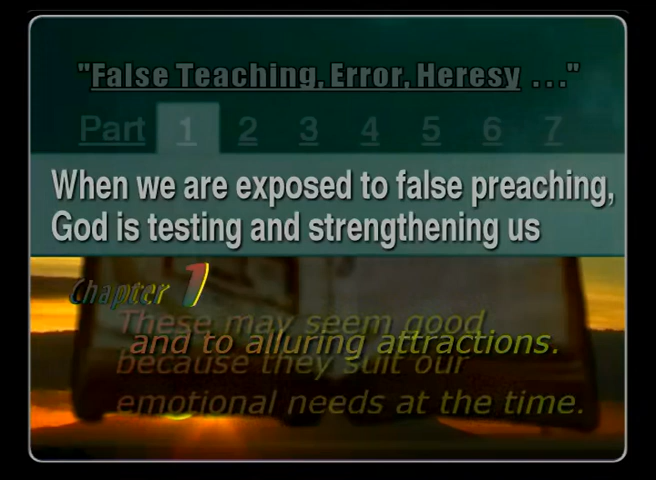 "False Teaching, Error, Heresy ..."
Part 1 2 3 4 5 6 7
When we are exposed to false preaching,
God is testing and strengthening us
Chapter 1
These may seem good
and to alluring attractions.
because they suit our
emotional needs at the time.